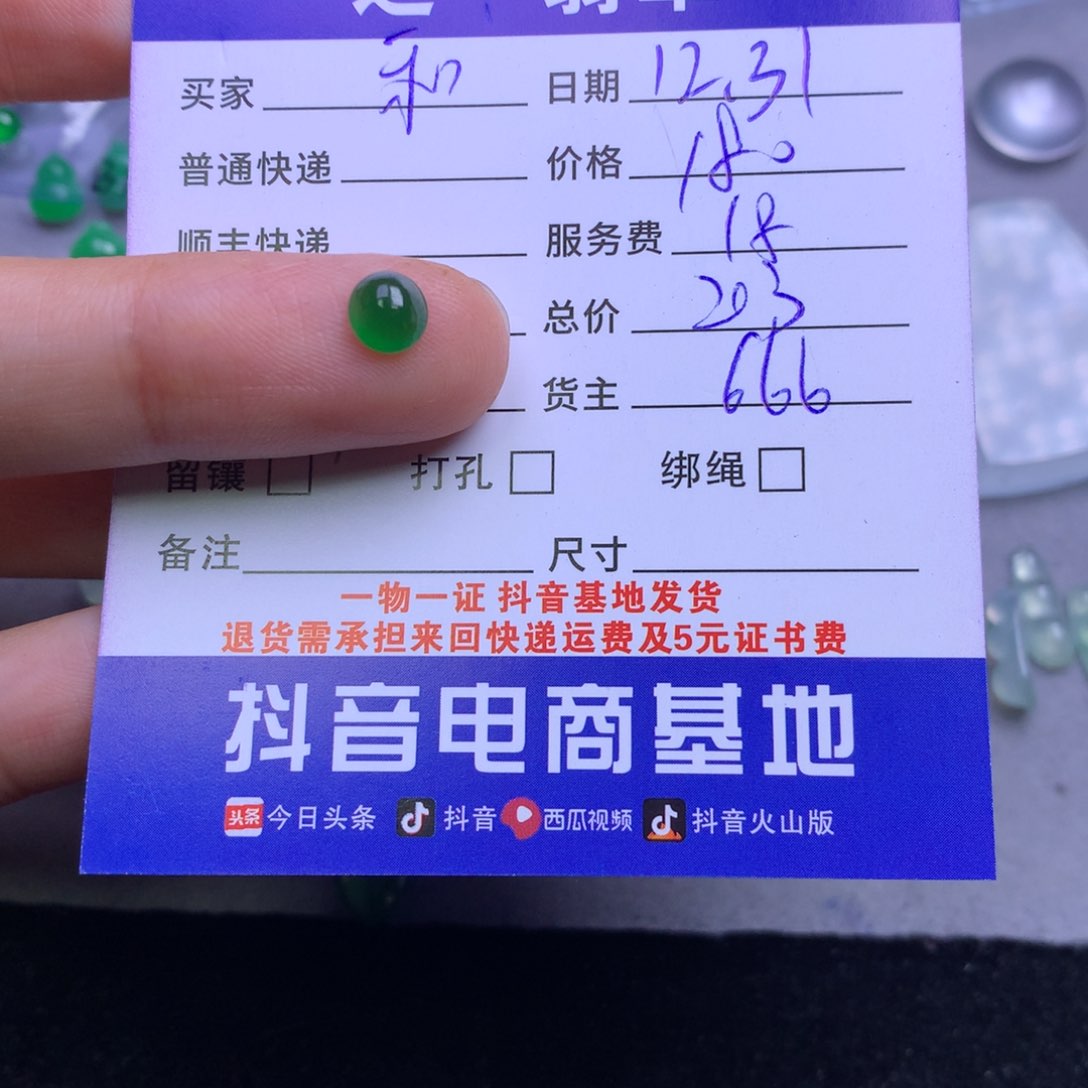 买家 和 日期 12.31
普通快递 价格 180
顺丰快递 服务费 18
总价 203
货主 666
留镶 打孔 绑绳
备注 尺寸
一物一证 抖音基地发货
退货需承担来回快递运费及5元证书费
抖音电商基地
头条 今日头条 抖音 西瓜视频 抖音火山版